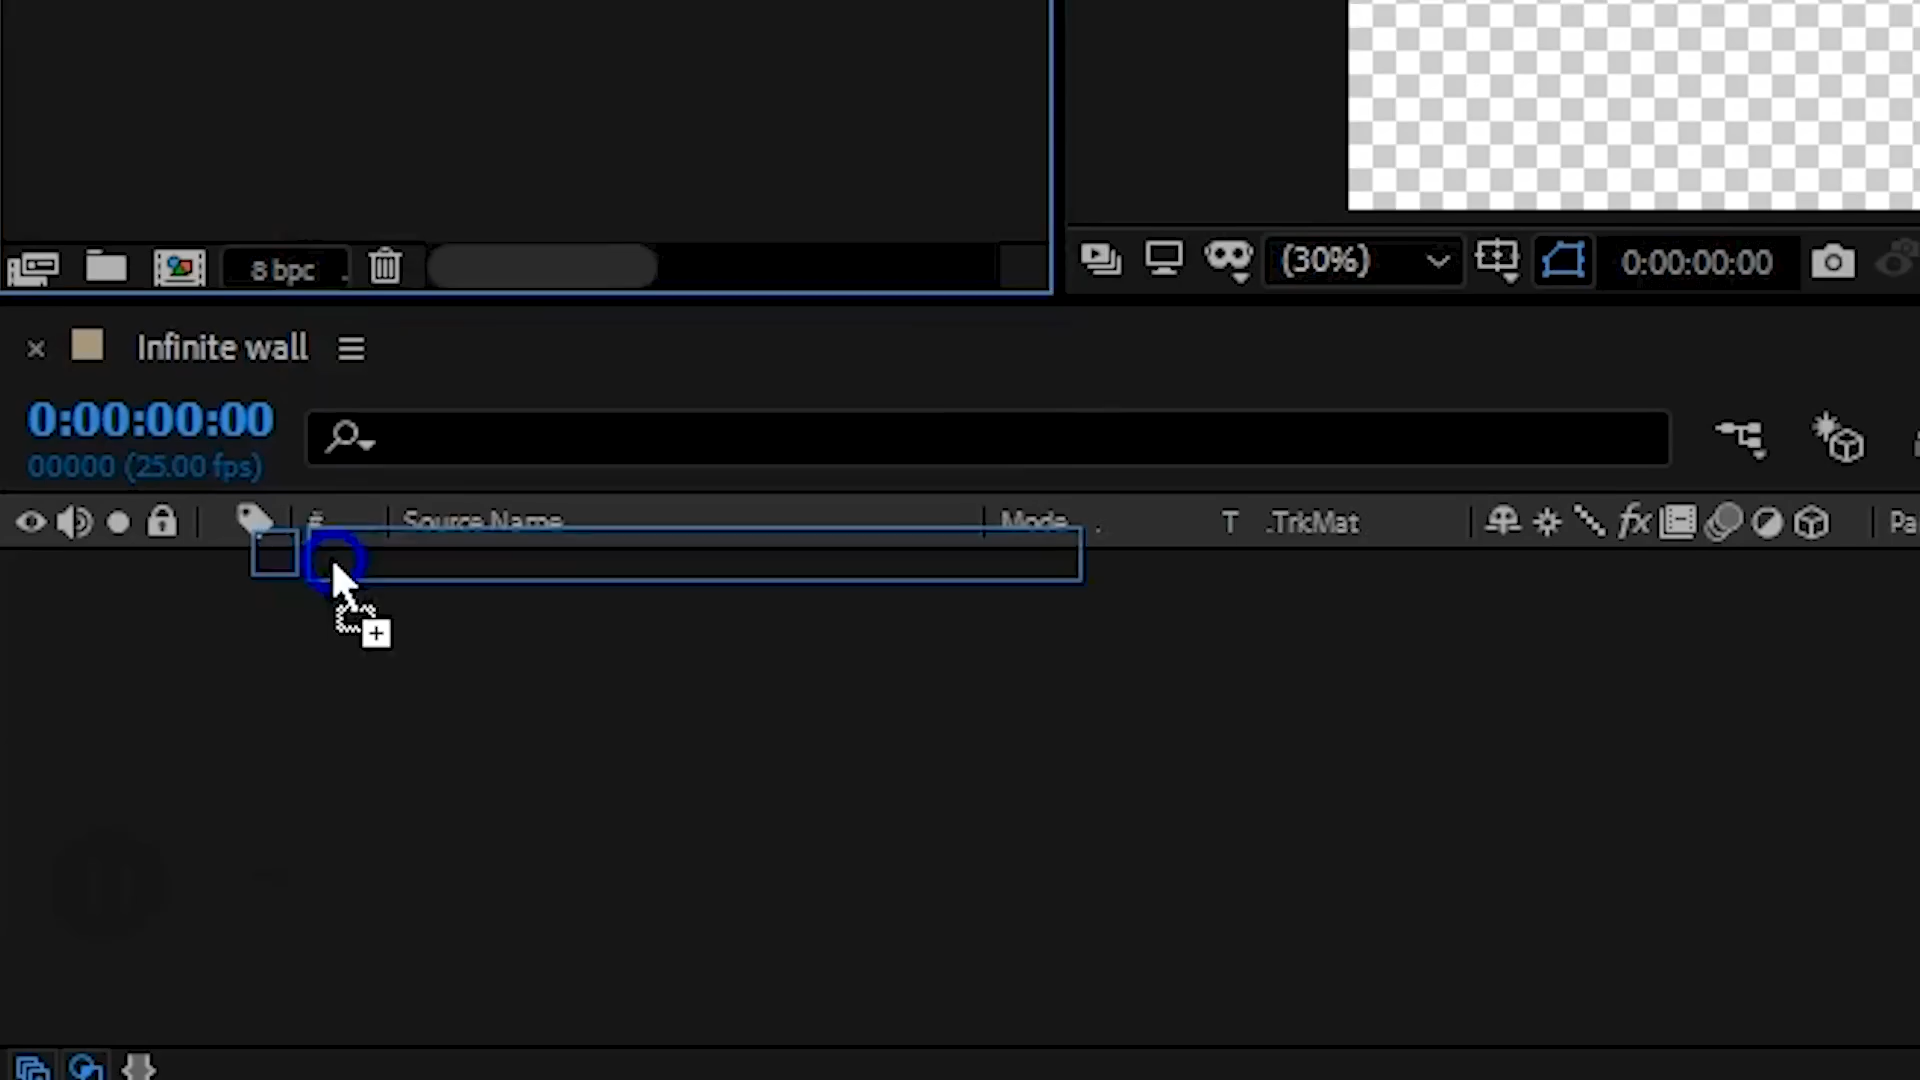 8 bpc
(30%)
0:00:00:00
Infinite wall
0:00:00:00
00000 (25.00 fps)
# Source Name Mode T .TrkMat fx Pa